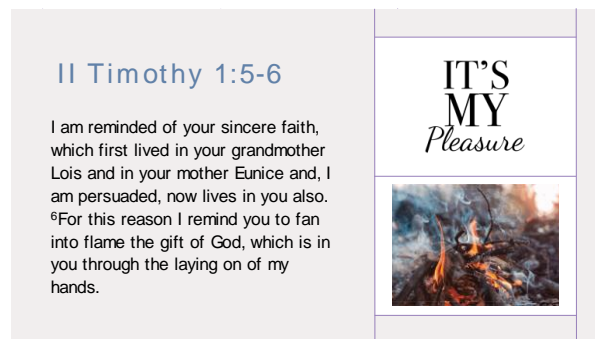 II Timothy 1:5-6
I am reminded of your sincere faith,
which first lived in your grandmother
Lois and in your mother Eunice and, I
am persuaded, now lives in you also.
⁶For this reason I remind you to fan
into flame the gift of God, which is in
you through the laying on of my
hands.
IT’S
MY
Pleasure